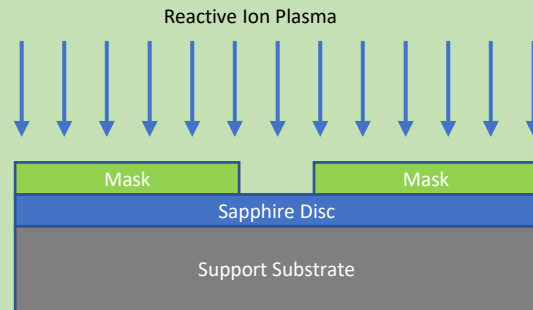 Reactive Ion Plasma
Mask
Mask
Sapphire Disc
Support Substrate